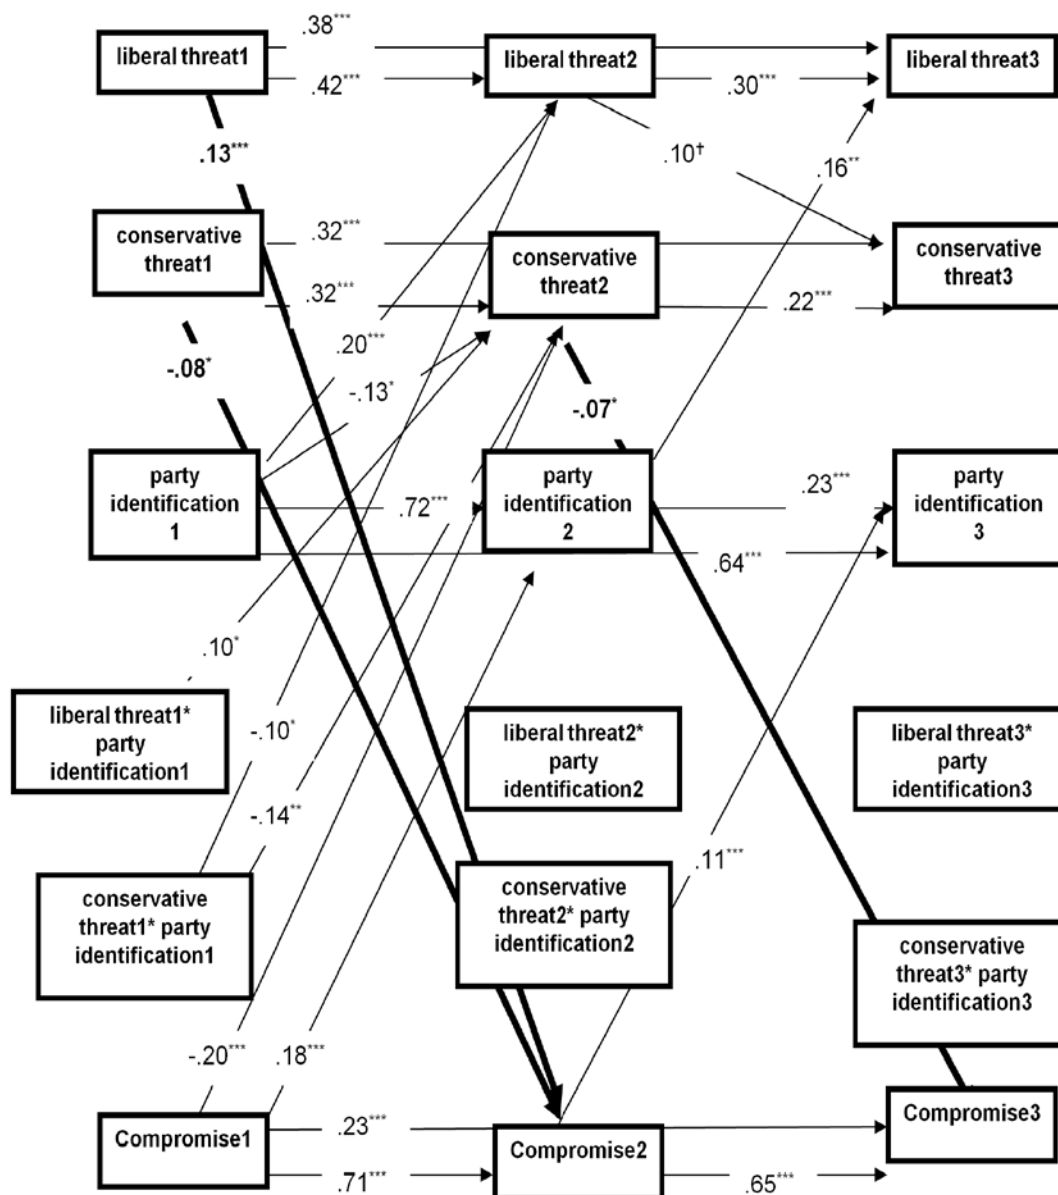 .38***
liberal threat1
liberal threat2
liberal threat3
.42***
.30***
.13***
.10†
.16**
conservative
threat1
.32***
conservative
threat2
conservative
threat3
.32***
.22***
.20***
-.08*
-.13*
-.07*
party
identification
1
.72***
party
identification
2
.23***
party
identification
3
.64***
.10*
liberal threat1*
party
identification1
-.10*
liberal threat2*
party
identification2
liberal threat3*
party
identification3
-.14**
.11***
conservative
threat1* party
identification1
conservative
threat2* party
identification2
conservative
threat3* party
identification3
-.20***
.18***
Compromise1
.23***
Compromise2
Compromise3
.71***
.65***